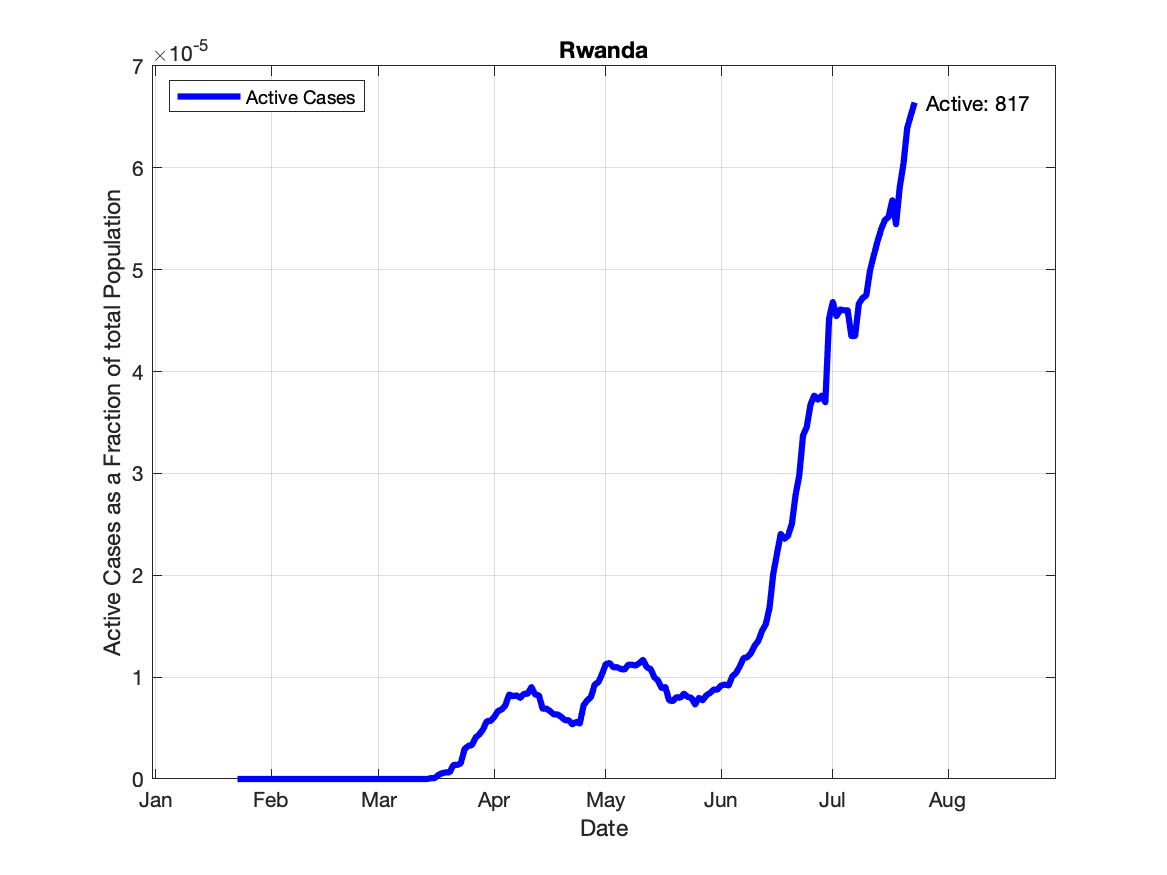 Rwanda
×10-5
Active Cases
Active: 817
7
6
5
4
3
2
1
0
Active Cases as a Fraction of total Population
Jan Feb Mar Apr May Jun Jul Aug
Date